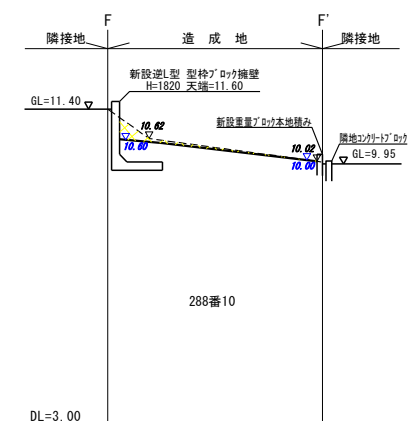 F F'
隣接地 造成地 隣接地
新設逆L型 型枠ブロック擁壁
H=1820 天端=11.60
GL=11.40
10.62
10.60
新設重量ブロック本地積み
10.02
10.00
隣地コンクリートブロック
GL=9.95
288番10
DL=3.00